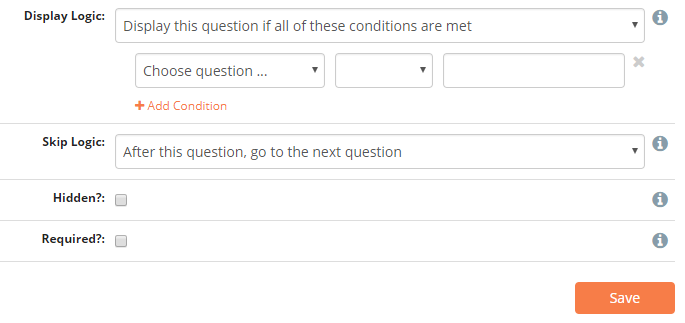 Display Logic: Display this question if all of these conditions are met
Choose question ...
+ Add Condition
Skip Logic: After this question, go to the next question
Hidden?:
Required?:
Save